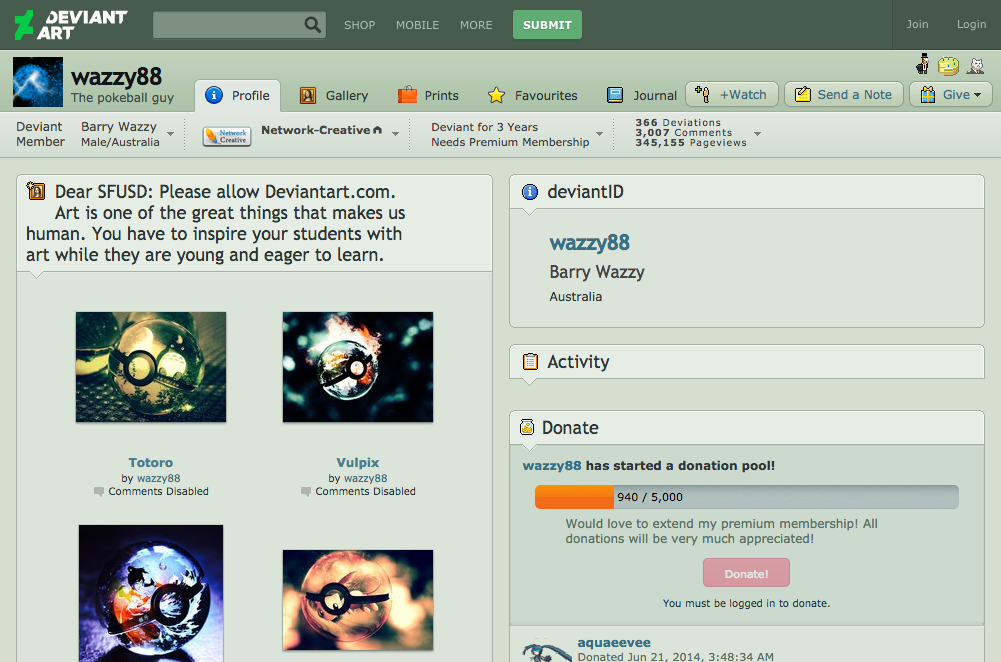 DEVIANT
ART
SHOP
MOBILE
MORE
SUBMIT
Join
Login
wazzy88
The pokeball guy
Profile
Gallery
Prints
Favourites
Journal
+Watch
Send a Note
Give
Deviant
Member
Barry Wazzy
Male/Australia
Network
Creative
Network-Creative
Deviant for 3 Years
Needs Premium Membership
366 Deviations
3,007 Comments
345,155 Pageviews
Dear SFUSD: Please allow Deviantart.com.
Art is one of the great things that makes us
human. You have to inspire your students with
art while they are young and eager to learn.
Totoro
by wazzy88
Comments Disabled
Vulpix
by wazzy88
Comments Disabled
deviantID
wazzy88
Barry Wazzy
Australia
Activity
Donate
wazzy88 has started a donation pool!
940 / 5,000
Would love to extend my premium membership! All
donations will be very much appreciated!
Donate!
You must be logged in to donate.
aquaeevee
Donated Jun 21, 2014, 3:48:34 AM